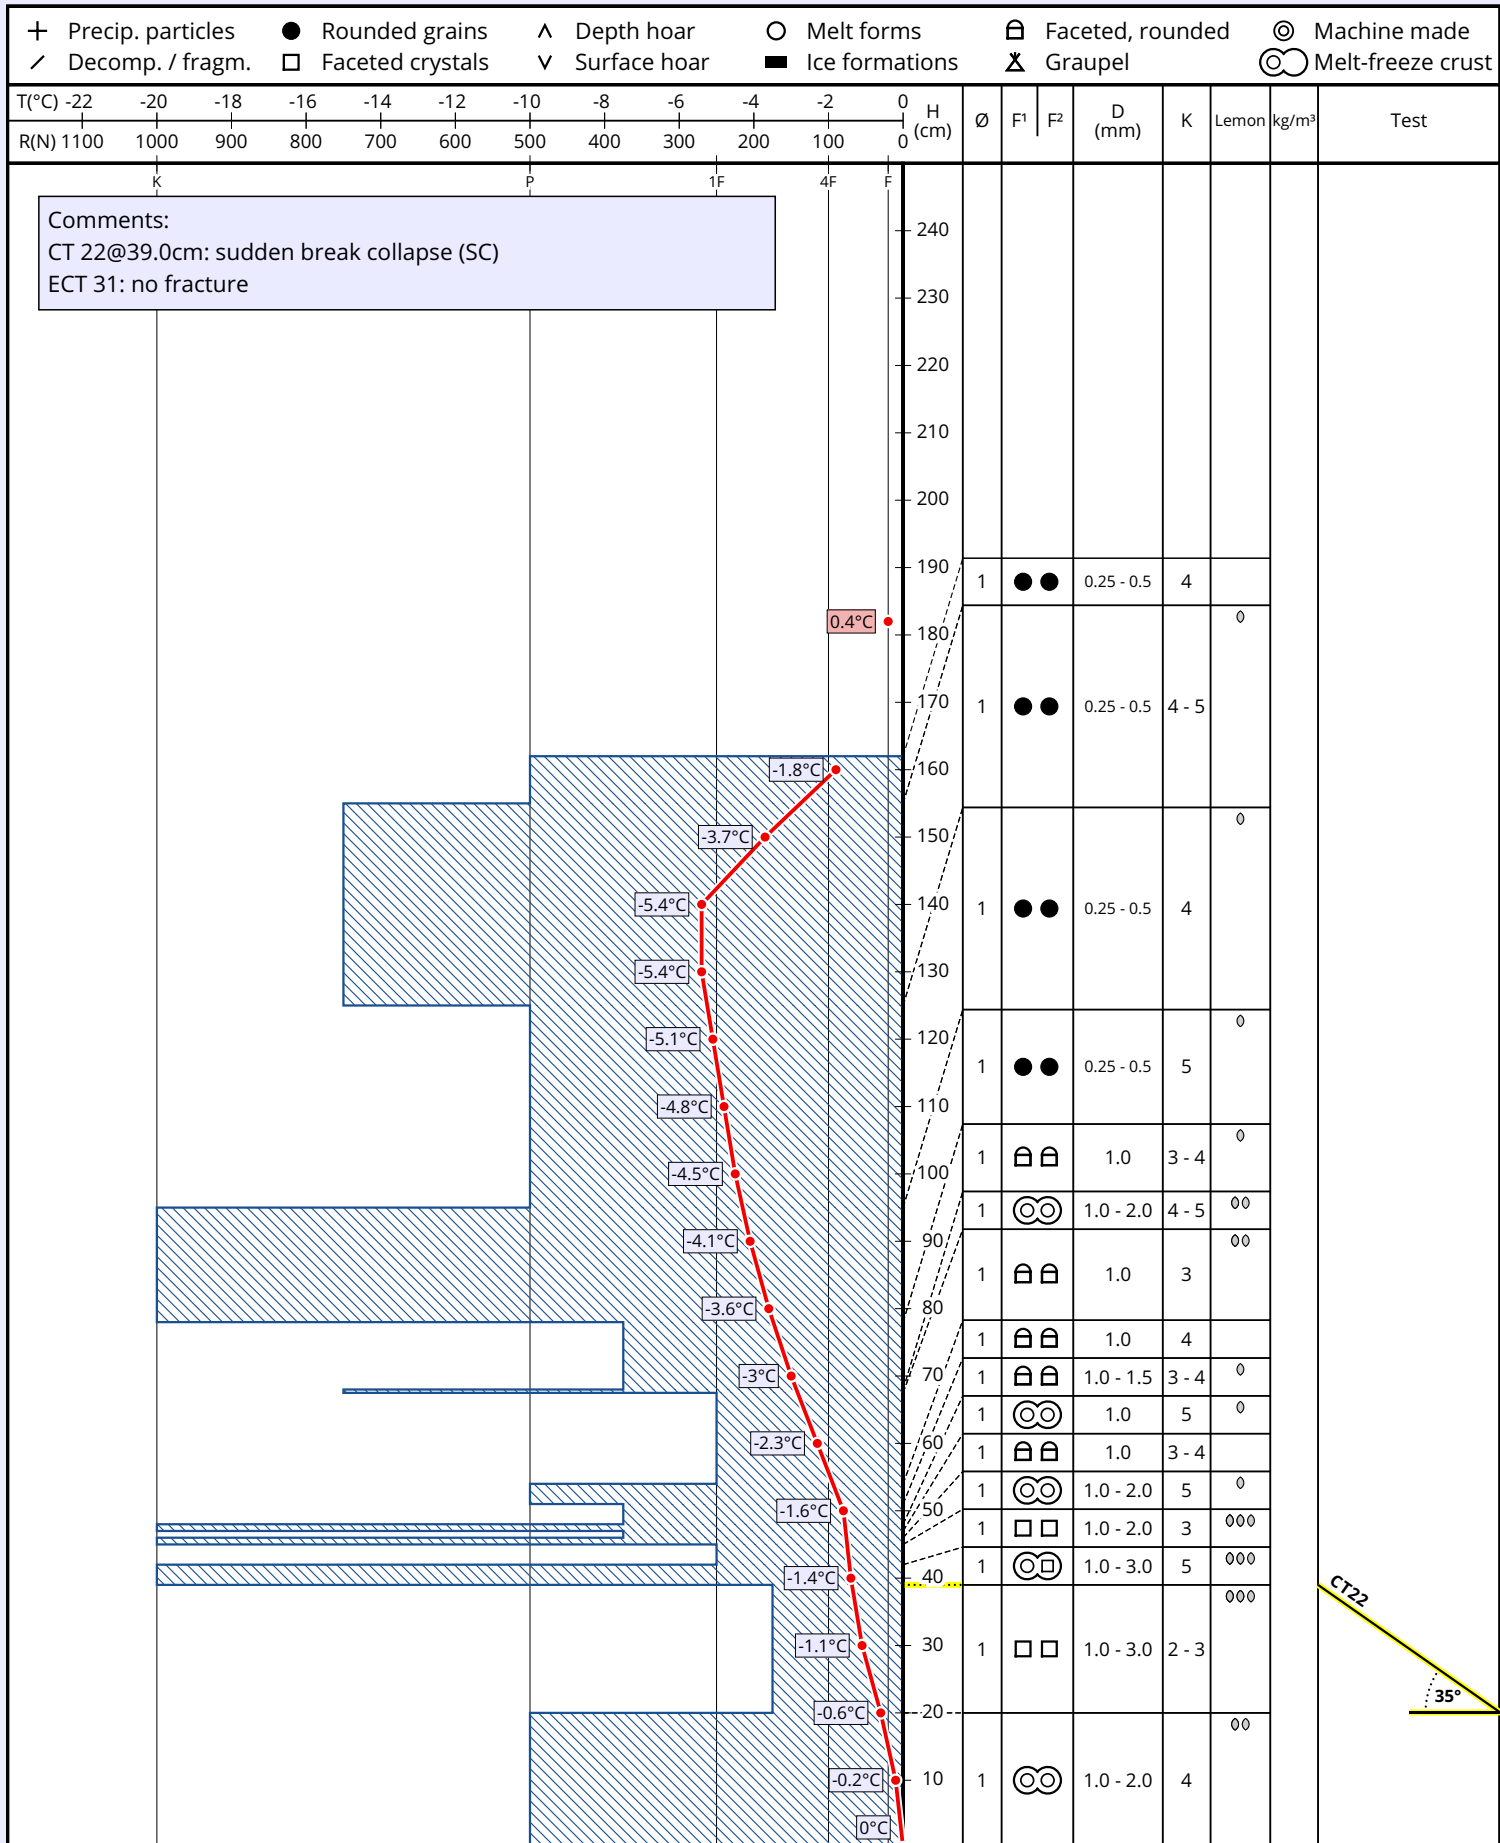 Precip. particles Rounded grains Depth hoar Melt forms Faceted, rounded Machine made
Decomp. / fragm. Faceted crystals Surface hoar Ice formations Graupel Melt-freeze crust
T(°C) -22 -20 -18 -16 -14 -12 -10 -8 -6 -4 -2 0
R(N) 1100 1000 900 800 700 600 500 400 300 200 100 0
H (cm) Ø F¹ F² D (mm) K Lemon kg/m³ Test
K P 1F 4F F
Comments:
CT 22@39.0cm: sudden break collapse (SC)
ECT 31: no fracture
240
230
220
210
200
190
1 0.25 - 0.5 4
0.4°C
180
170
1 0.25 - 0.5 4 - 5
-1.8°C 160
-3.7°C 150
-5.4°C 140
1 0.25 - 0.5 4
-5.4°C 130
-5.1°C 120
1 0.25 - 0.5 5
-4.8°C 110
1 1.0 3 - 4
-4.5°C 100
1 1.0 - 2.0 4 - 5
-4.1°C 90
1 1.0 3
-3.6°C 80
1 1.0 4
-3°C 70
1 1.0 - 1.5 3 - 4
1 1.0 5
-2.3°C 60
1 1.0 3 - 4
1 1.0 - 2.0 5
-1.6°C 50
1 1.0 - 2.0 3
1 1.0 - 3.0 5
-1.4°C 40
CT22
-1.1°C 30
1 1.0 - 3.0 2 - 3
35°
-0.6°C 20
-0.2°C 10
1 1.0 - 2.0 4
0°C